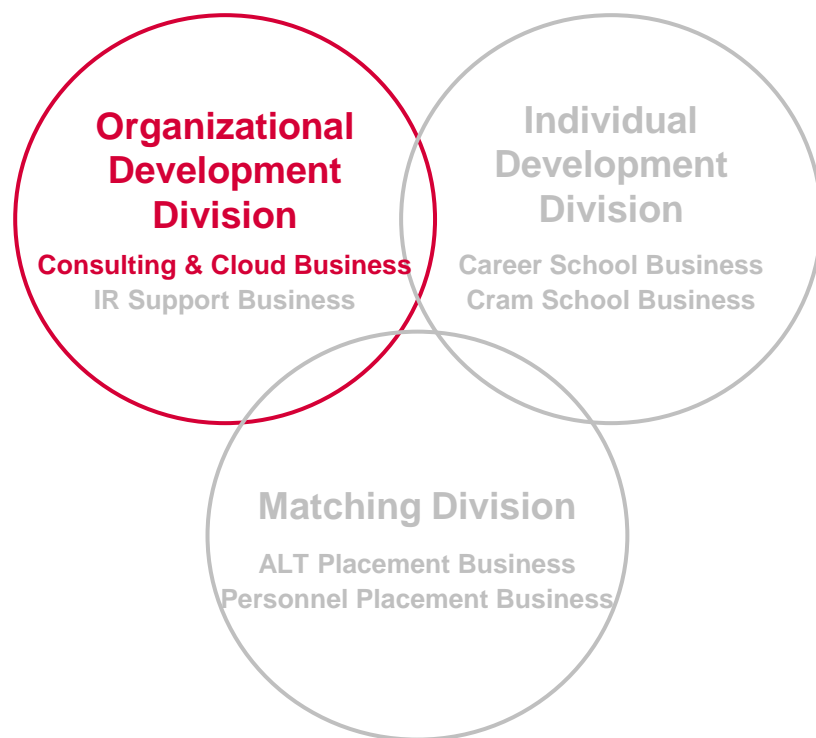 Organizational
Development
Division
Consulting & Cloud Business
IR Support Business
Individual
Development
Division
Career School Business
Cram School Business
Matching Division
ALT Placement Business
Personnel Placement Business